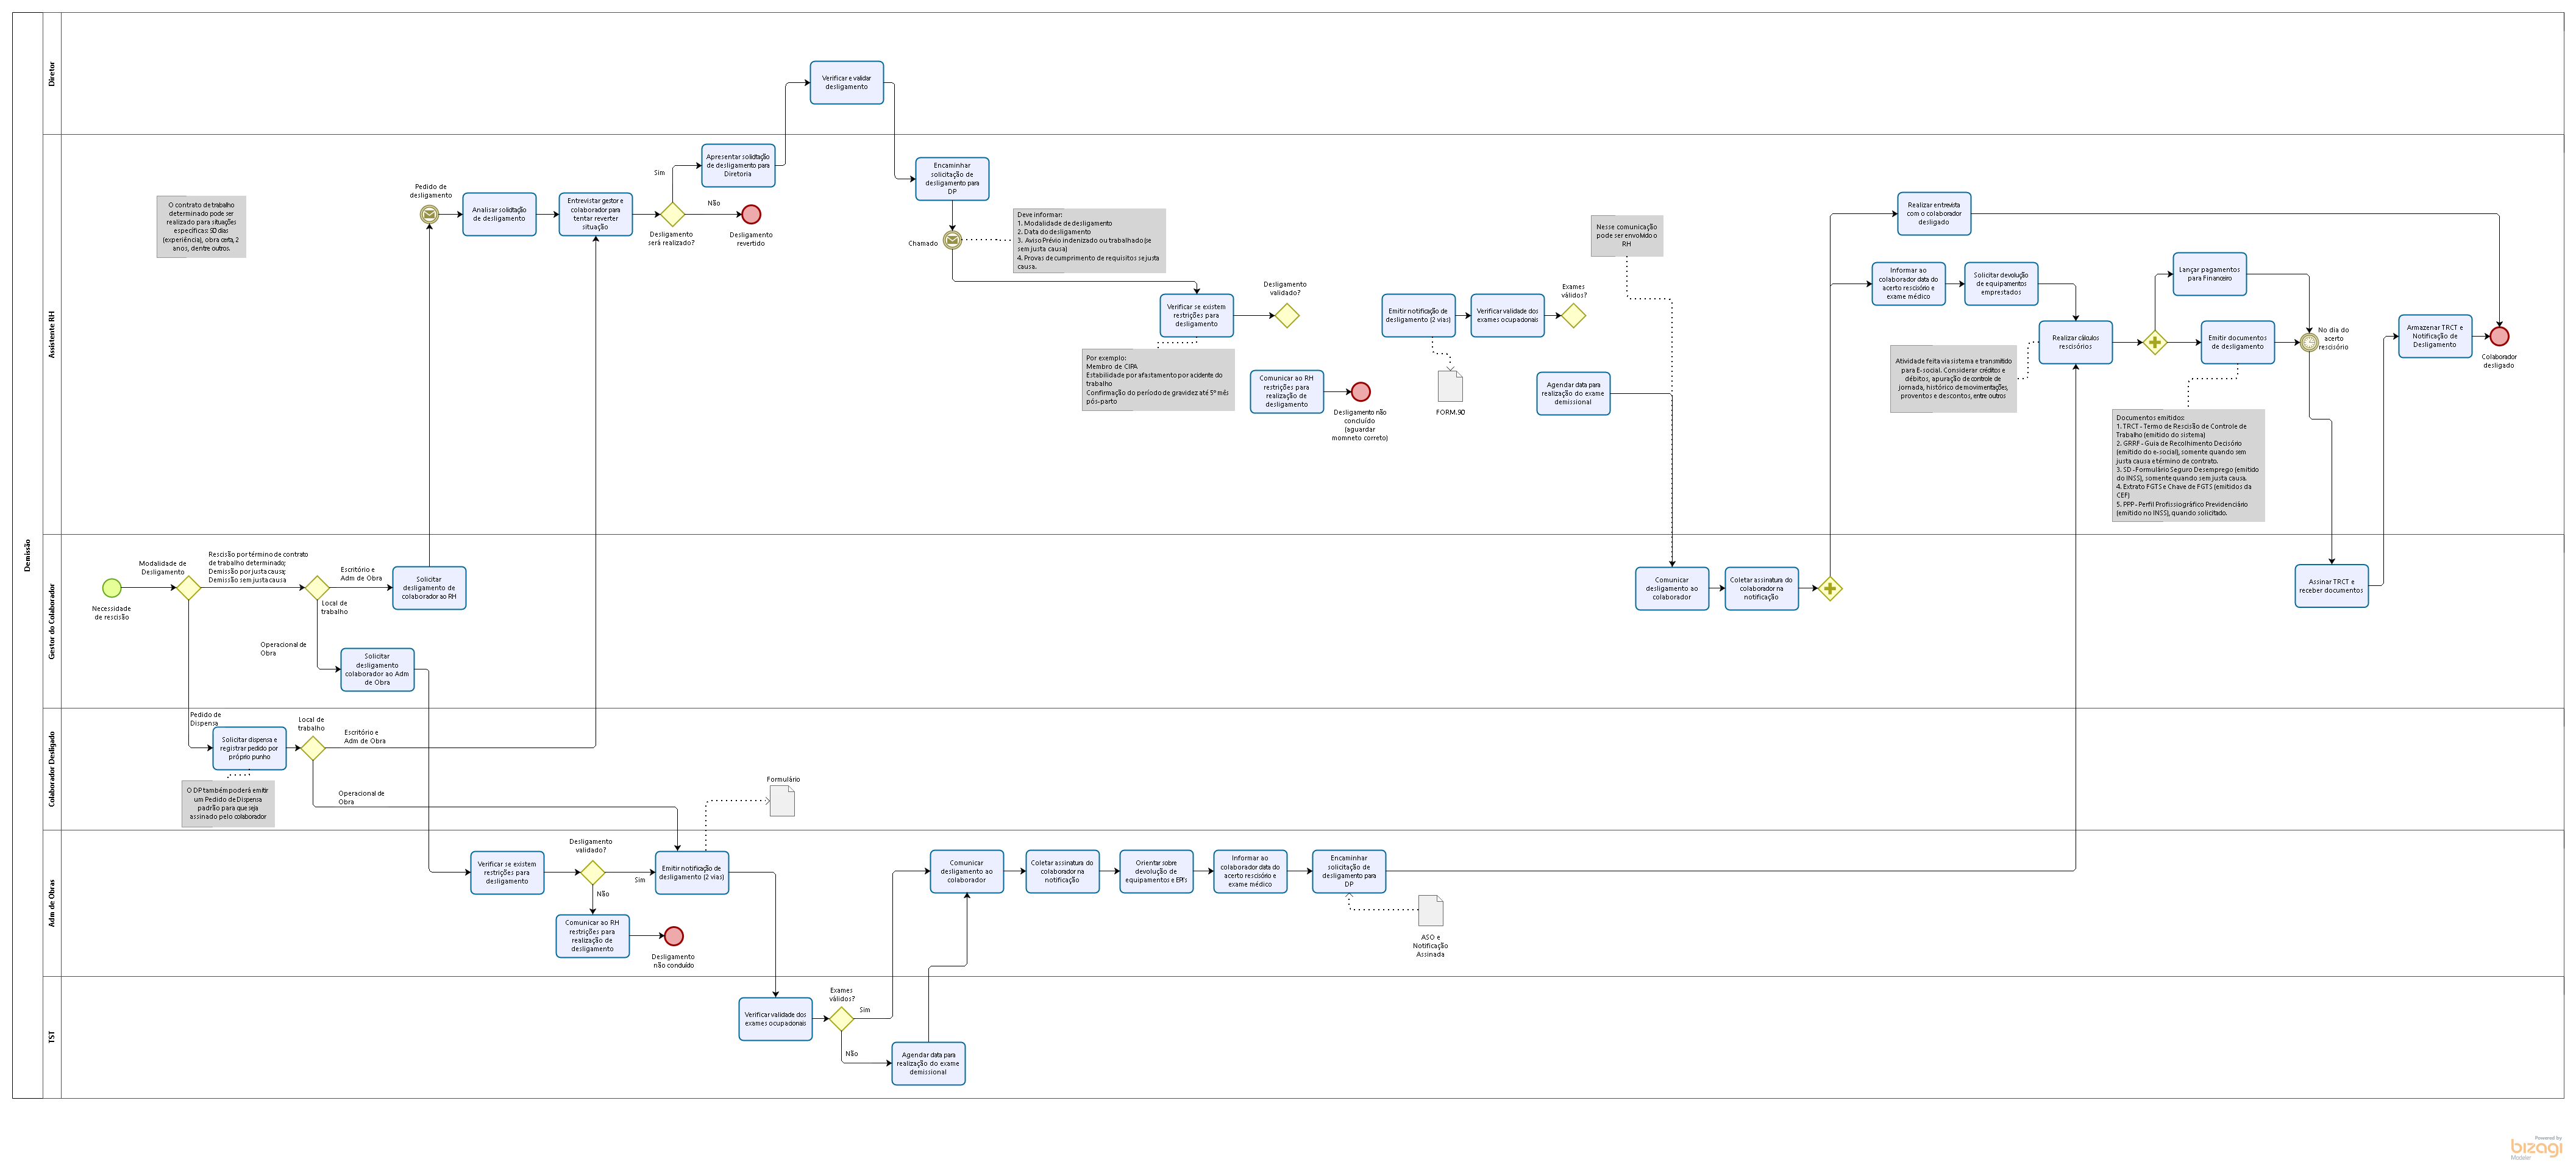 Demissão
Diretor
Verificar e validar
desligamento
Asistente RH
O contrato de trabalho
determinado pode ser
realizado para situações
específicas: 90 dias
(experiência), obra certa, 2
anos, dentre outros.
Pedido de
desligamento
Analisar solicitação
de desligamento
Entrevistar gestor e
colaborador para
tentar reverter
situação
Desligamento
será realizado?
Sim
Não
Apresentar solicitação
de desligamento para
Diretoria
Desligamento
revertido
Encaminhar
solicitação de
desligamento para
DP
Chamado
Deve informar:
1. Modalidade de desligamento
2. Data do desligamento
3. Aviso Prévio indenizado ou trabalhado (se
sem justa causa)
4. Provas de cumprimento de requisitos se justa
causa.
Verificar se existem
restrições para
desligamento
Desligamento
validado?
Por exemplo:
Membro de CIPA
Estabilidade por afastamento por acidente do
trabalho
Confirmação do período de gravidez até 5º mês
pós-parto
Comunicar ao RH
restrições para
realização de
desligamento
Desligamento não
concluído
(aguardar
momneto correto)
Emitir notificação de
desligamento (2 vias)
FORM.90
Verificar validade dos
exames ocupacionais
Exames
válidos?
Agendar data para
realização do exame
demissional
Nesse comunicação
pode ser envolvido o
RH
Realizar entrevista
com o colaborador
desligado
Informar ao
colaborador data do
acerto rescisório e
exame médico
Solicitar devolução
de equipamentos
emprestados
Realizar cálculos
rescisórios
Atividade feita via sistema e transmitido
para E-social. Considerar créditos e
débitos, apuração de controle de
jornada, histórico de movimentações,
proventos e descontos, entre outros
Lançar pagamentos
para Financeiro
Emitir documentos
de desligamento
Documentos emitidos:
1. TRCT - Termo de Rescisão de Controle de
Trabalho (emitido do sistema)
2. GRRF - Guia de Recolhimento Decisório
(emitido do e-social), somente quando sem
justa causa e término de contrato.
3. SD - Formulário Seguro Desemprego (emitido
do INSS), somente quando sem justa causa.
4. Extrato FGTS e Chave de FGTS (emitidos da
CEF)
5. PPP - Perfil Profissiográfico Previdenciário
(emitido no INSS), quando solicitado.
No dia do
acerto
rescisório
Armazenar TRCT e
Notificação de
Desligamento
Colaborador
desligado
Gestor do Colaborador
Necessidade
de rescisão
Modalidade de
Desligamento
Rescisão por término de contrato
de trabalho determinado;
Demissão por justa causa;
Demissão sem justa causa
Local de
trabalho
Escritório e
Adm de Obra
Solicitar
desligamento de
colaborador ao RH
Operacional de
Obra
Solicitar
desligamento
colaborador ao Adm
de Obra
Comunicar
desligamento ao
colaborador
Coletar assinatura do
colaborador na
notificação
Assinar TRCT e
receber documentos
Colaborador Desligado
Pedido de
Dispensa
Solicitar dispensa e
registrar pedido por
próprio punho
Local de
trabalho
Escritório e
Adm de Obra
O DP também poderá emitir
um Pedido de Dispensa
padrão para que seja
assinado pelo colaborador
Operacional de
Obra
Formulário
Adm de Obras
Verificar se existem
restrições para
desligamento
Desligamento
validado?
Sim
Não
Emitir notificação de
desligamento (2 vias)
Comunicar ao RH
restrições para
realização de
desligamento
Desligamento
não concluído
Comunicar
desligamento ao
colaborador
Coletar assinatura do
colaborador na
notificação
Orientar sobre
devolução de
equipamentos e EPI's
Informar ao
colaborador data do
acerto rescisório e
exame médico
Encaminhar
solicitação de
desligamento para
DP
ASO e
Notificação
Assinada
TST
Verificar validade dos
exames ocupacionais
Exames
válidos?
Sim
Não
Agendar data para
realização do exame
demissional
Powered by
bizagi
Modeler